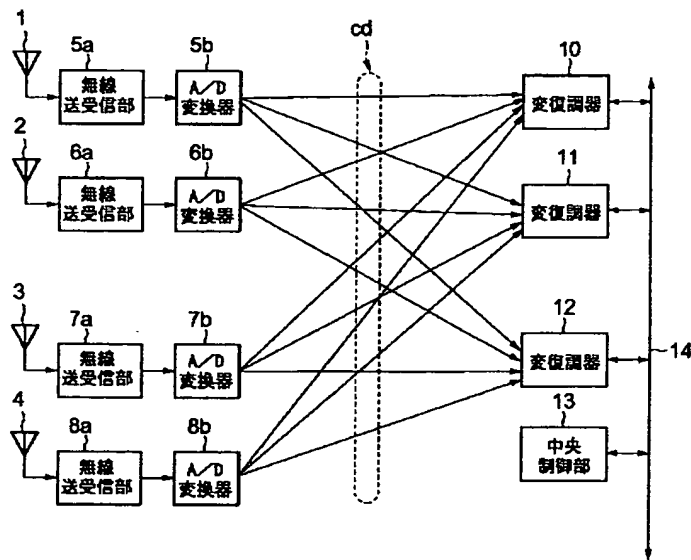 1
5a
5b
cd
10
無線
送受信部
A/D
変換器
変復調器
2
6a
6b
11
無線
送受信部
A/D
変換器
変復調器
3
7a
7b
12
無線
送受信部
A/D
変換器
変復調器
14
4
8a
8b
13
無線
送受信部
A/D
変換器
中央
制御部